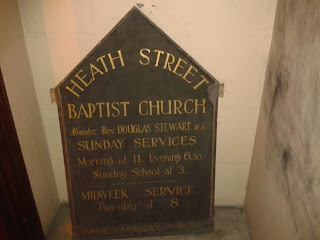 HEATH STREET
BAPTIST CHURCH
Minister, Rev. DOUGLAS STEWART, M.A.
SUNDAY SERVICES
Morning at 11. Evening 6.30.
Sunday School at 3.
MIDWEEK SERVICE
Thursday at 8